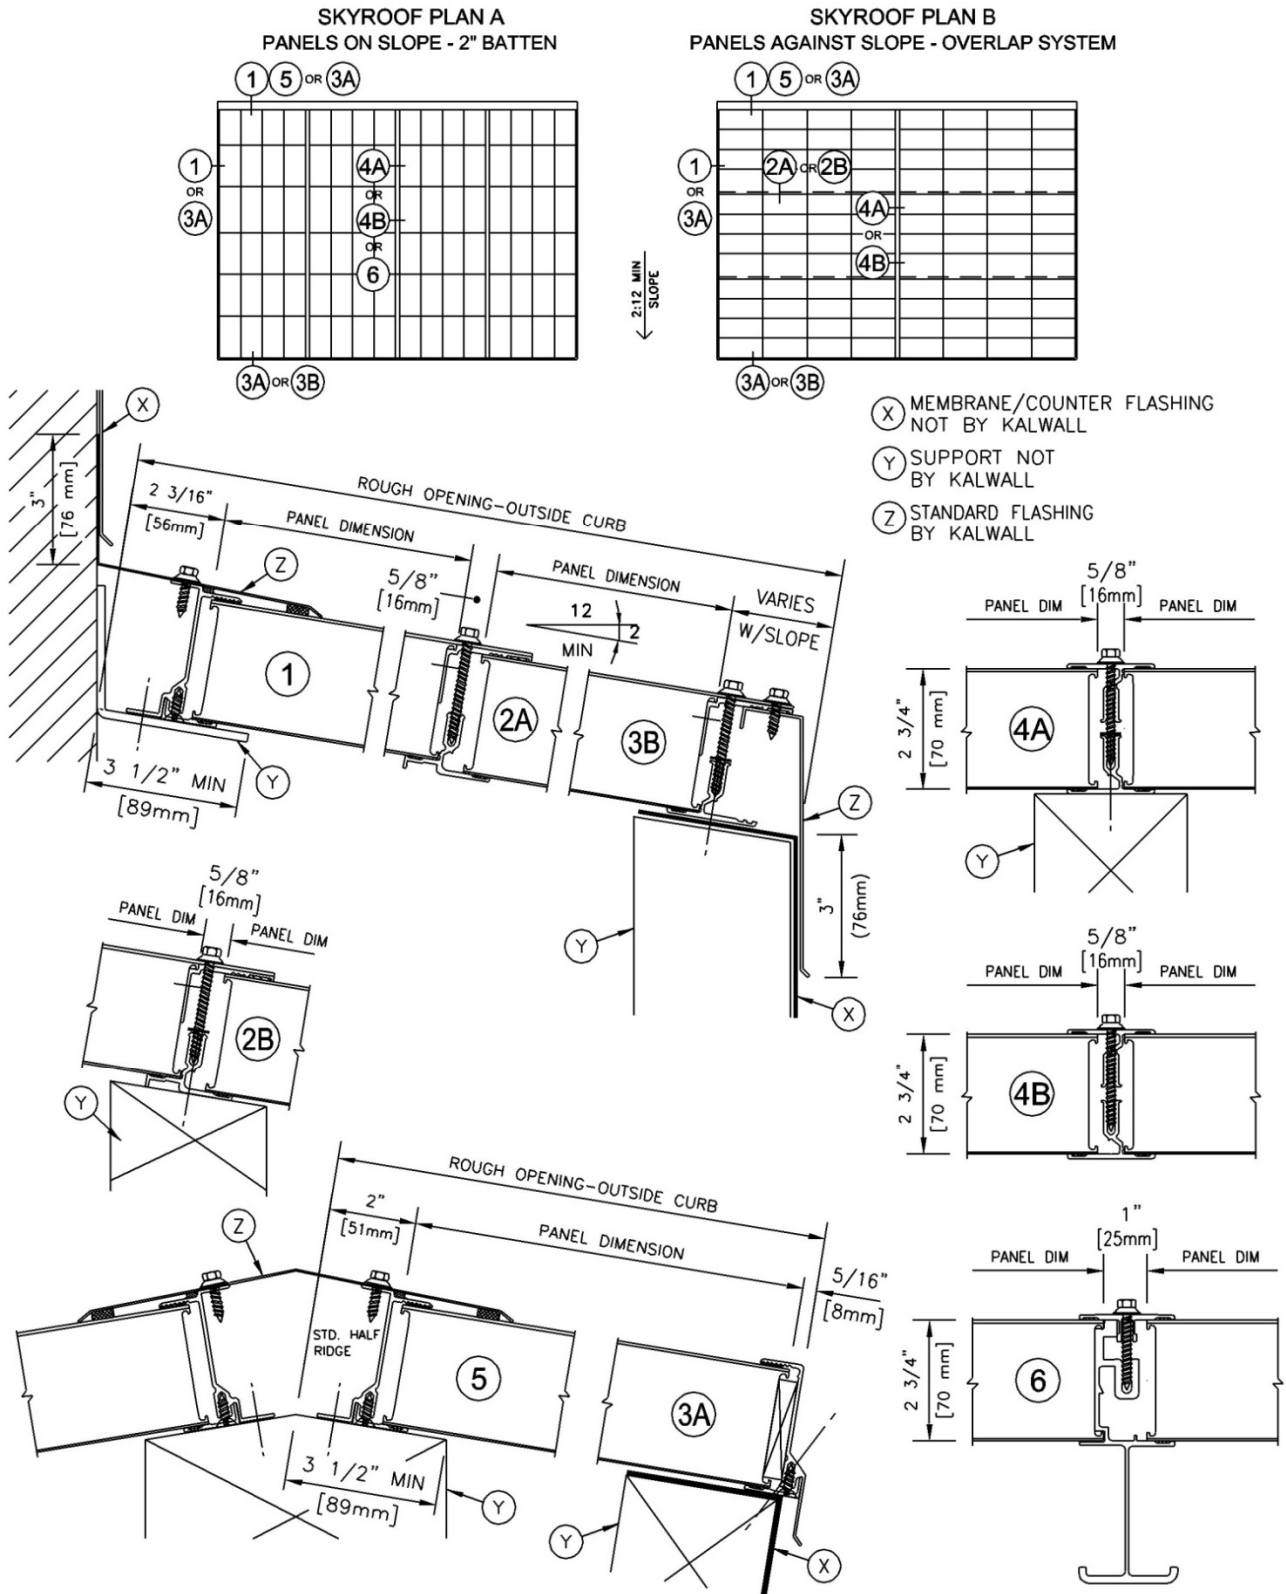 SKYROOF PLAN A
PANELS ON SLOPE - 2" BATTEN
1 5 OR 3A
1
OR
3A
4A
OR
4B
OR
6
3A OR 3B
SKYROOF PLAN B
PANELS AGAINST SLOPE - OVERLAP SYSTEM
1 5 OR 3A
1
OR
3A
2A OR 2B
4A
OR
4B
3A OR 3B
2:12 MIN
SLOPE
X MEMBRANE/COUNTER FLASHING
NOT BY KALWALL
Y SUPPORT NOT
BY KALWALL
Z STANDARD FLASHING
BY KALWALL
X
3"
[76 mm]
ROUGH OPENING-OUTSIDE CURB
2 3/16"
[56mm]
PANEL DIMENSION
Z
5/8"
[16mm]
PANEL DIMENSION
12
2
MIN
VARIES
W/SLOPE
1
2A
3B
3 1/2" MIN
[89mm]
Y
Z
3"
(76mm)
Y
X
5/8"
[16mm]
PANEL DIM
PANEL DIM
2 3/4"
[70 mm]
4A
Y
5/8"
[16mm]
PANEL DIM
PANEL DIM
2B
Y
5/8"
[16mm]
PANEL DIM
PANEL DIM
2 3/4"
[70 mm]
4B
ROUGH OPENING-OUTSIDE CURB
2"
[51mm]
PANEL DIMENSION
5/16"
[8mm]
Z
STD. HALF
RIDGE
5
3 1/2" MIN
[89mm]
Y
3A
Y
X
1"
[25mm]
PANEL DIM
PANEL DIM
2 3/4"
[70 mm]
6